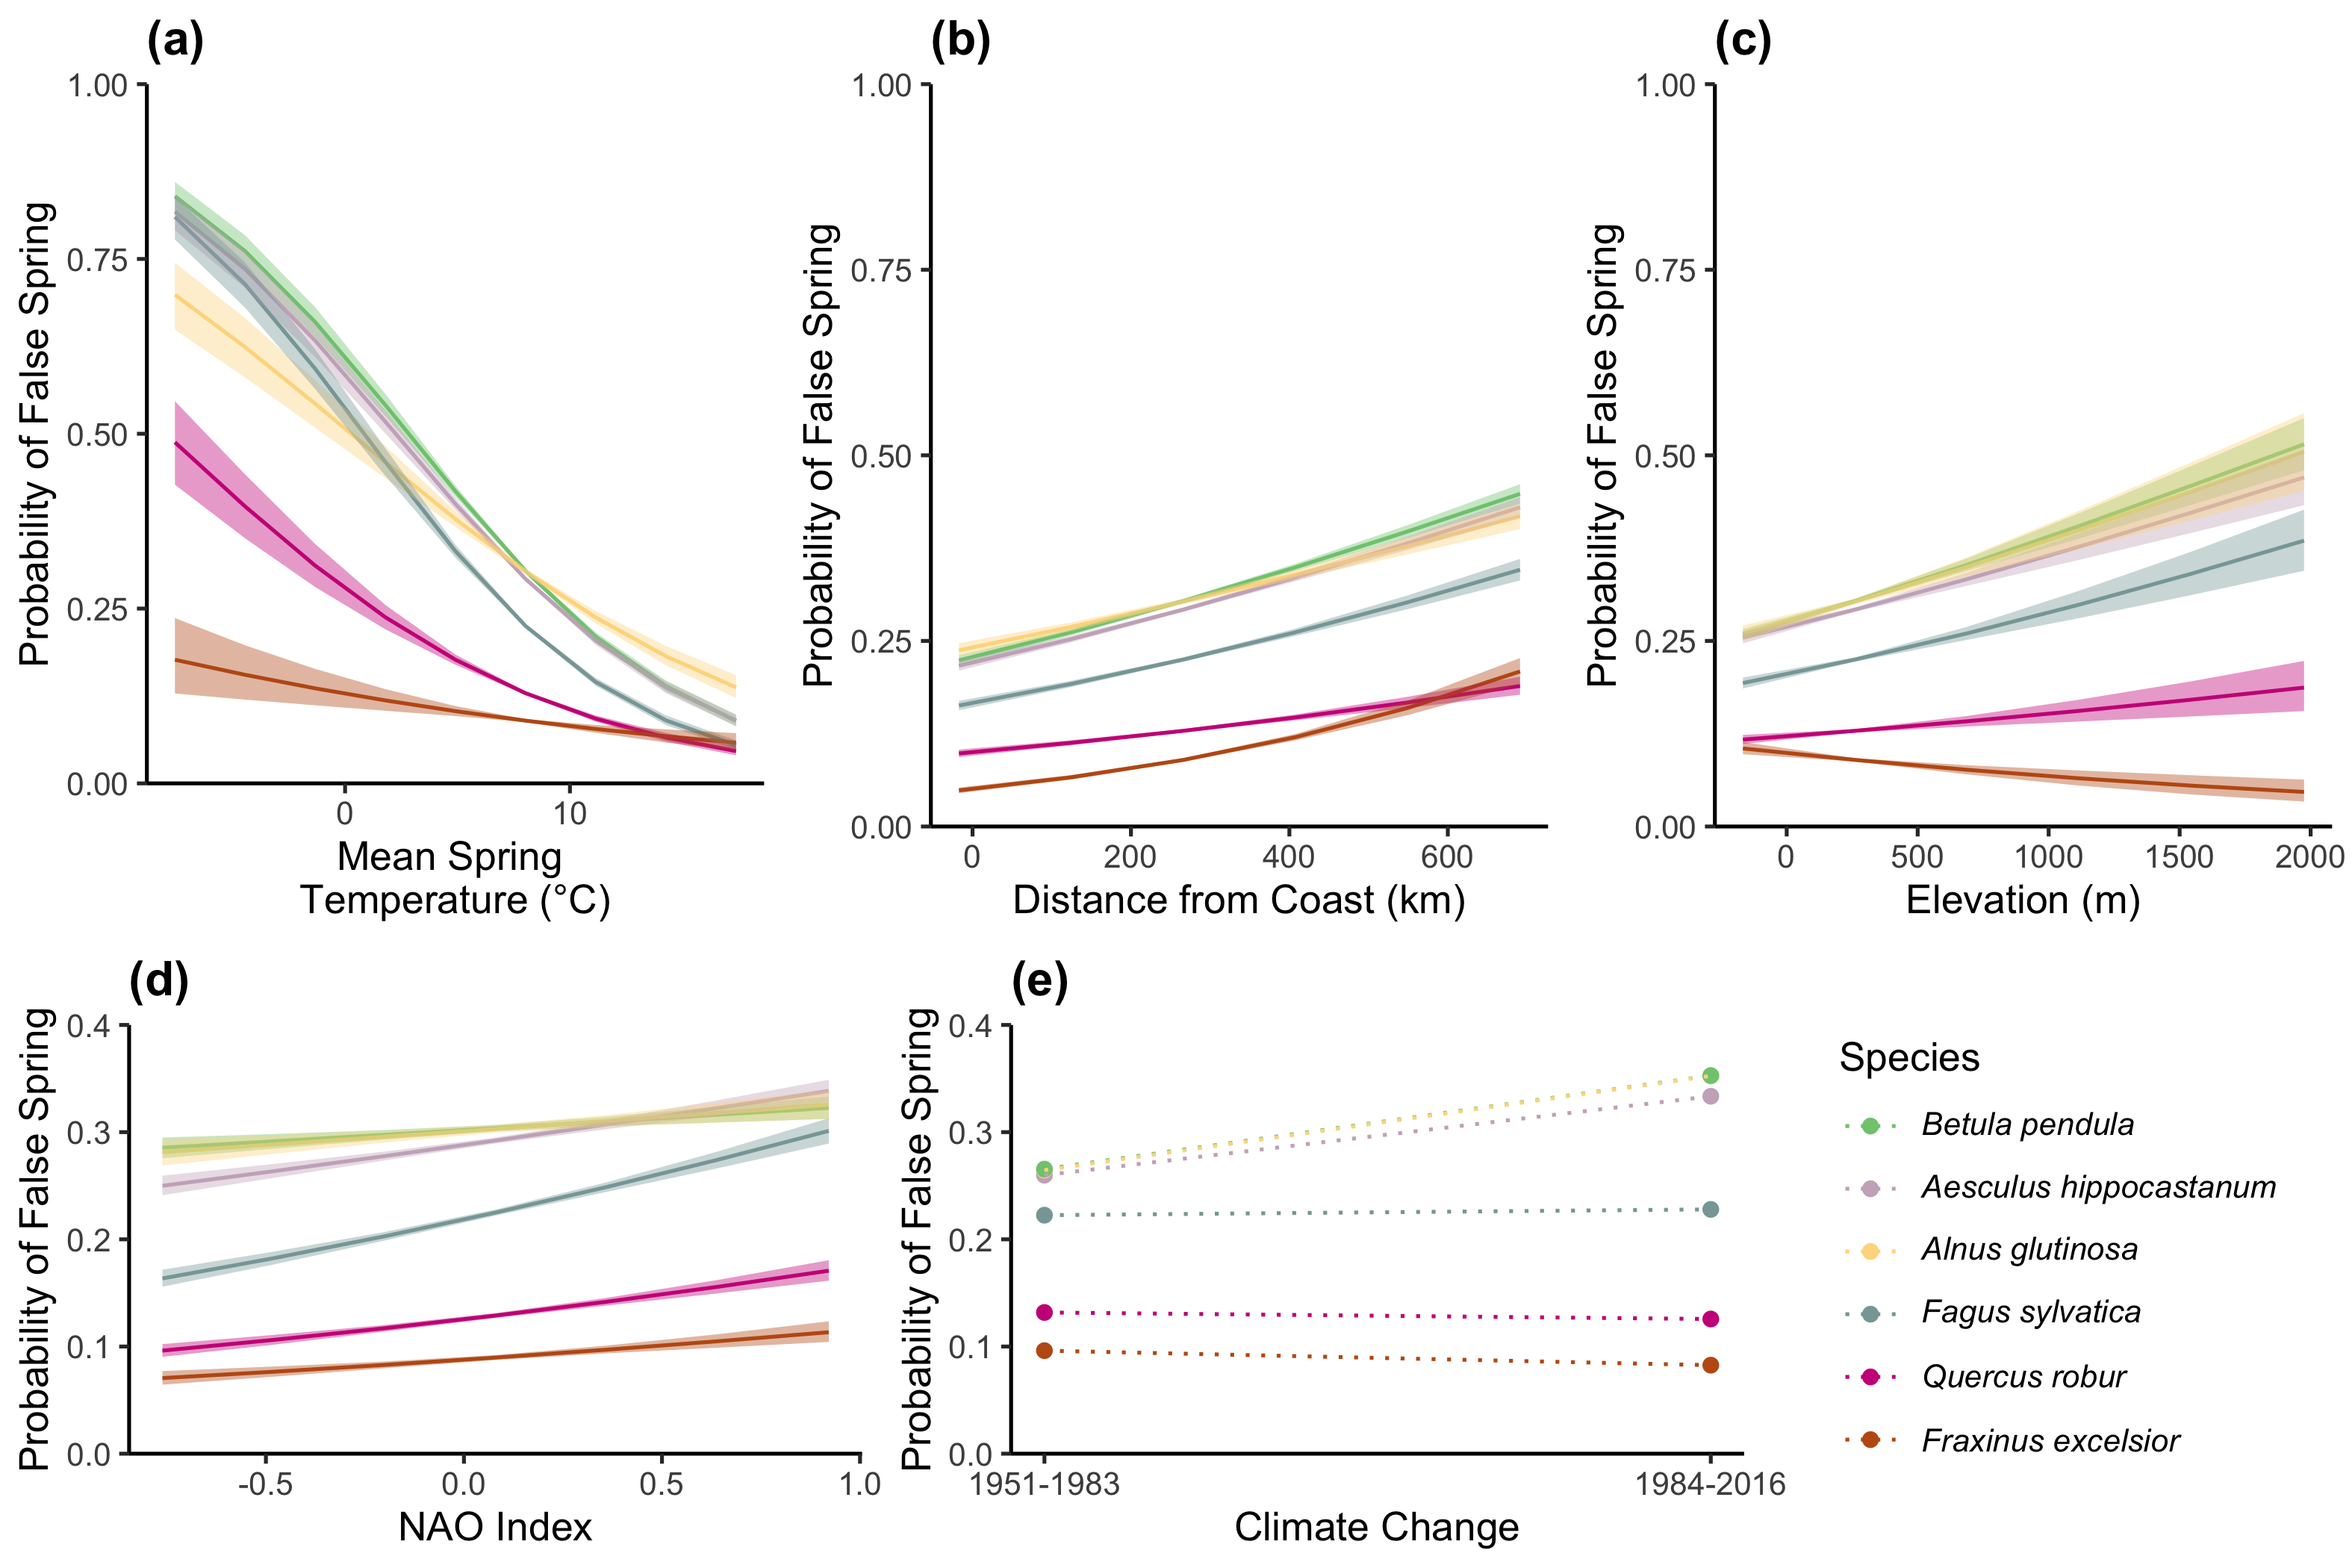 (a)
1.00
0.75
0.50
0.25
0.00
Probability of False Spring
0 10
Mean Spring
Temperature (°C)
(b)
1.00
0.75
0.50
0.25
0.00
Probability of False Spring
0 200 400 600
Distance from Coast (km)
(c)
1.00
0.75
0.50
0.25
0.00
Probability of False Spring
0 500 1000 1500 2000
Elevation (m)
(d)
0.4
0.3
0.2
0.1
0.0
Probability of False Spring
-0.5 0.0 0.5 1.0
NAO Index
(e)
0.4
0.3
0.2
0.1
0.0
Probability of False Spring
1951-1983 1984-2016
Climate Change
Species
Betula pendula
Aesculus hippocastanum
Alnus glutinosa
Fagus sylvatica
Quercus robur
Fraxinus excelsior